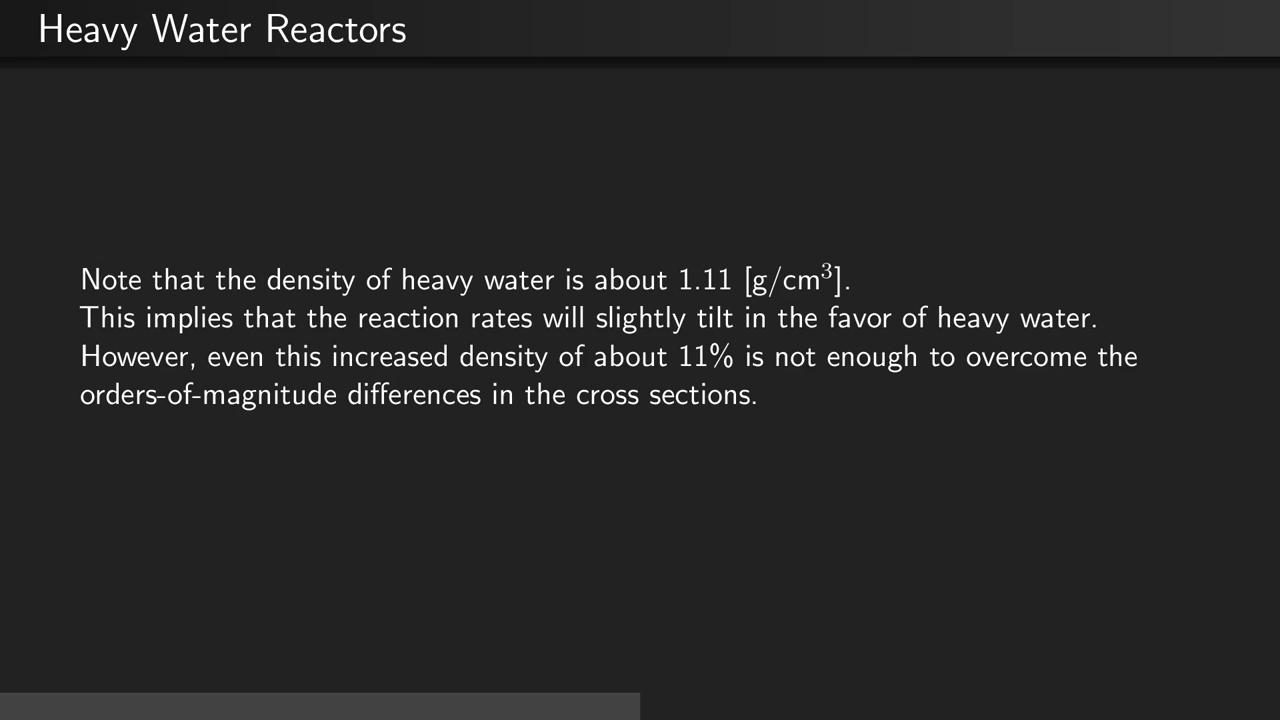 Heavy Water Reactors
Note that the density of heavy water is about 1.11 [g/cm³].
This implies that the reaction rates will slightly tilt in the favor of heavy water.
However, even this increased density of about 11% is not enough to overcome the
orders-of-magnitude differences in the cross sections.